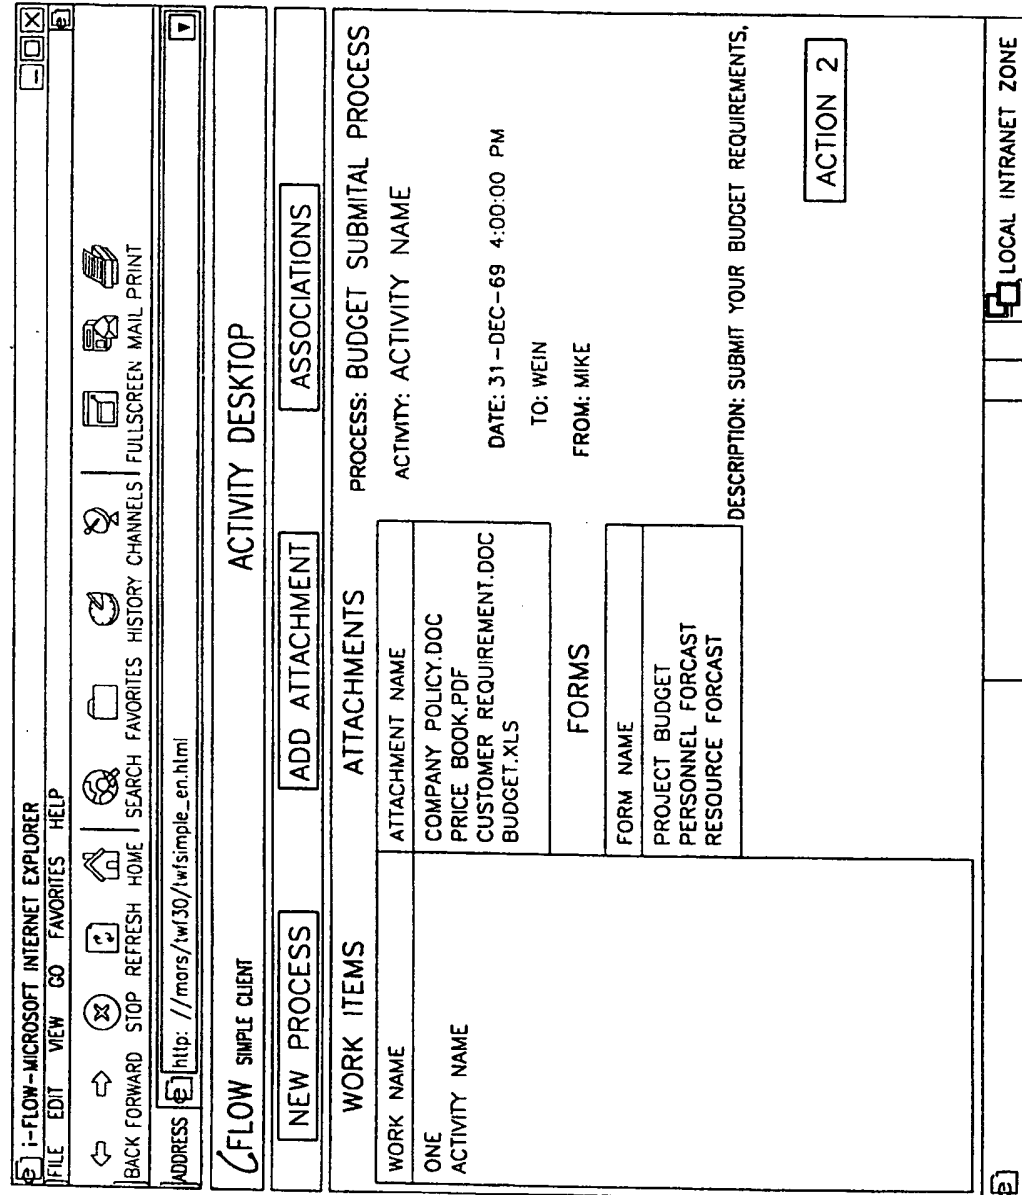 i-FLOW-MICROSOFT INTERNET EXPLORER
FILE EDIT VIEW GO FAVORITES HELP
BACK FORWARD STOP REFRESH HOME SEARCH FAVORITES HISTORY CHANNELS FULLSCREEN MAIL PRINT
ADDRESS http: //mars/twf30/twfsimple_en.html
FLOW SIMPLE CLIENT
ACTIVITY DESKTOP
NEW PROCESS
ADD ATTACHMENT
ASSOCIATIONS
WORK ITEMS
WORK NAME
ONE
ACTIVITY NAME
ATTACHMENTS
ATTACHMENT NAME
COMPANY POLICY.DOC
PRICE BOOK.PDF
CUSTOMER REQUIREMENT.DOC
BUDGET.XLS
FORMS
FORM NAME
PROJECT BUDGET
PERSONNEL FORCAST
RESOURCE FORCAST
PROCESS: BUDGET SUBMITAL PROCESS
ACTIVITY: ACTIVITY NAME
DATE: 31-DEC-69 4:00:00 PM
TO: WEIN
FROM: MIKE
DESCRIPTION: SUBMIT YOUR BUDGET REQUIREMENTS,
ACTION 2
LOCAL INTRANET ZONE